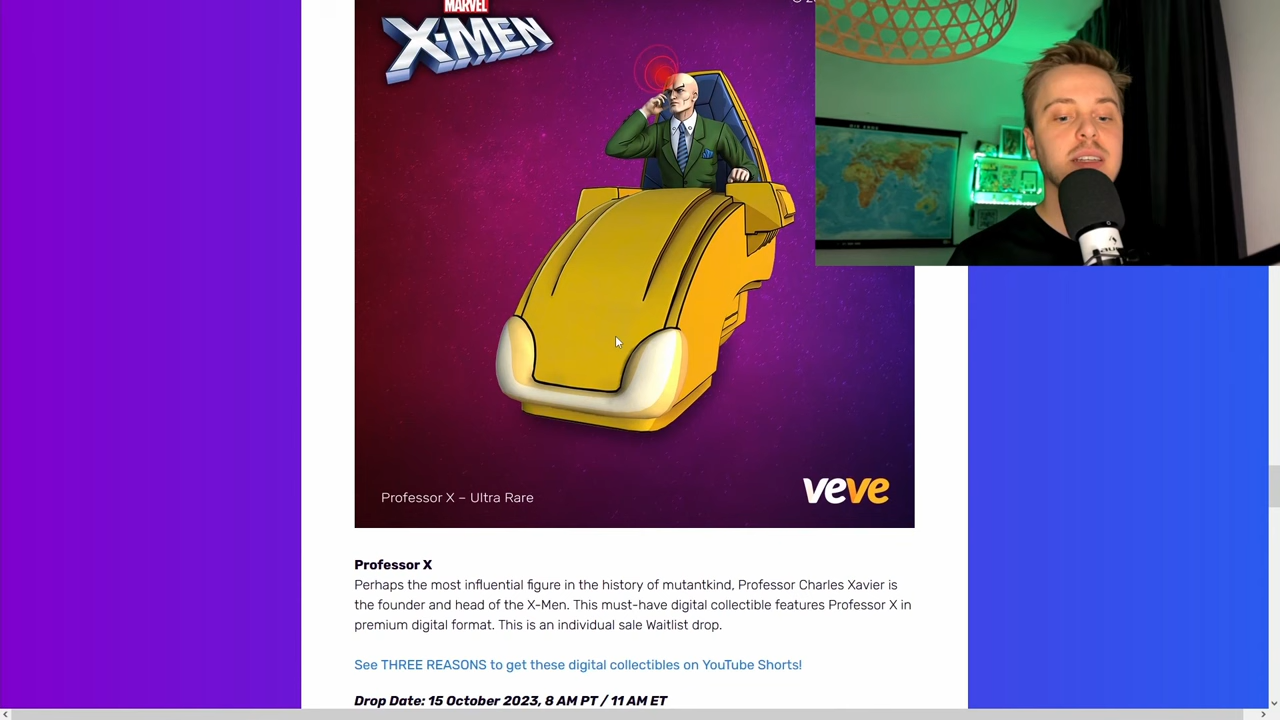 MARVEL
X-MEN
Professor X – Ultra Rare
veve
Professor X
Perhaps the most influential figure in the history of mutantkind, Professor Charles Xavier is
the founder and head of the X-Men. This must-have digital collectible features Professor X in
premium digital format. This is an individual sale Waitlist drop.
See THREE REASONS to get these digital collectibles on YouTube Shorts!
Drop Date: 15 October 2023, 8 AM PT / 11 AM ET